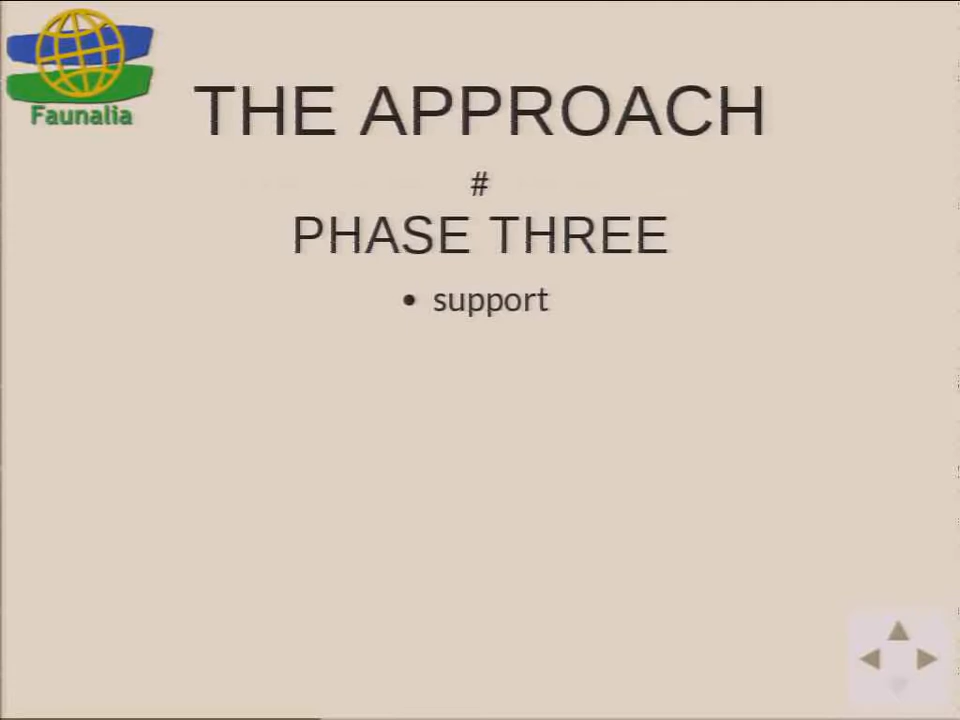 Faunalia
THE APPROACH
#
PHASE THREE
• support